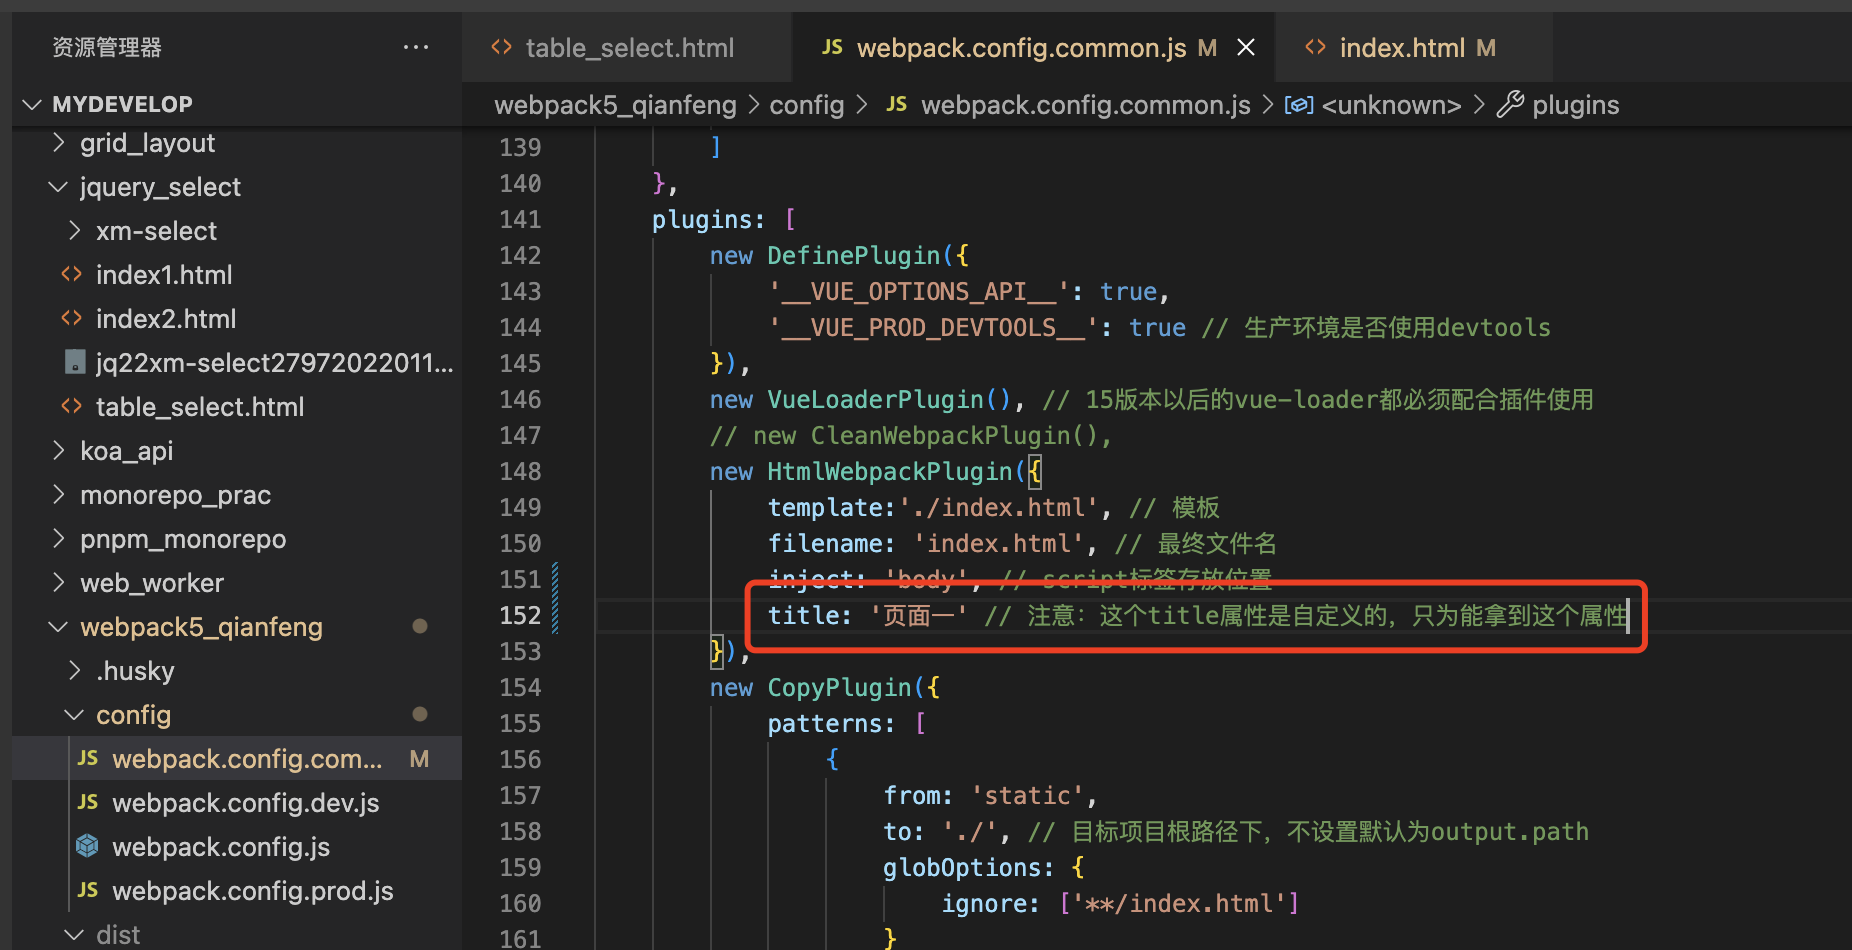 资源管理器 ···
MYDEVELOP
grid_layout
jquery_select
xm-select
index1.html
index2.html
jq22xm-select27972022011...
table_select.html
koa_api
monorepo_prac
pnpm_monorepo
web_worker
webpack5_qianfeng
.husky
config
JS webpack.config.com... M
JS webpack.config.dev.js
webpack.config.js
JS webpack.config.prod.js
dist
table_select.html
JS webpack.config.common.js M
index.html M
webpack5_qianfeng > config > JS webpack.config.common.js > <unknown> > plugins
139 ]
140 },
141 plugins: [
142 new DefinePlugin({
143 '__VUE_OPTIONS_API__': true,
144 '__VUE_PROD_DEVTOOLS__': true // 生产环境是否使用devtools
145 }),
146 new VueLoaderPlugin(), // 15版本以后的vue-loader都必须配合插件使用
147 // new CleanWebpackPlugin(),
148 new HtmlWebpackPlugin({
149 template:'./index.html', // 模板
150 filename: 'index.html', // 最终文件名
151 inject: 'body', // script标签存放位置
152 title: '页面一' // 注意：这个title属性是自定义的，只为能拿到这个属性
153 }),
154 new CopyPlugin({
155 patterns: [
156 {
157 from: 'static',
158 to: './', // 目标项目根路径下，不设置默认为output.path
159 globOptions: {
160 ignore: ['**/index.html']
161 }